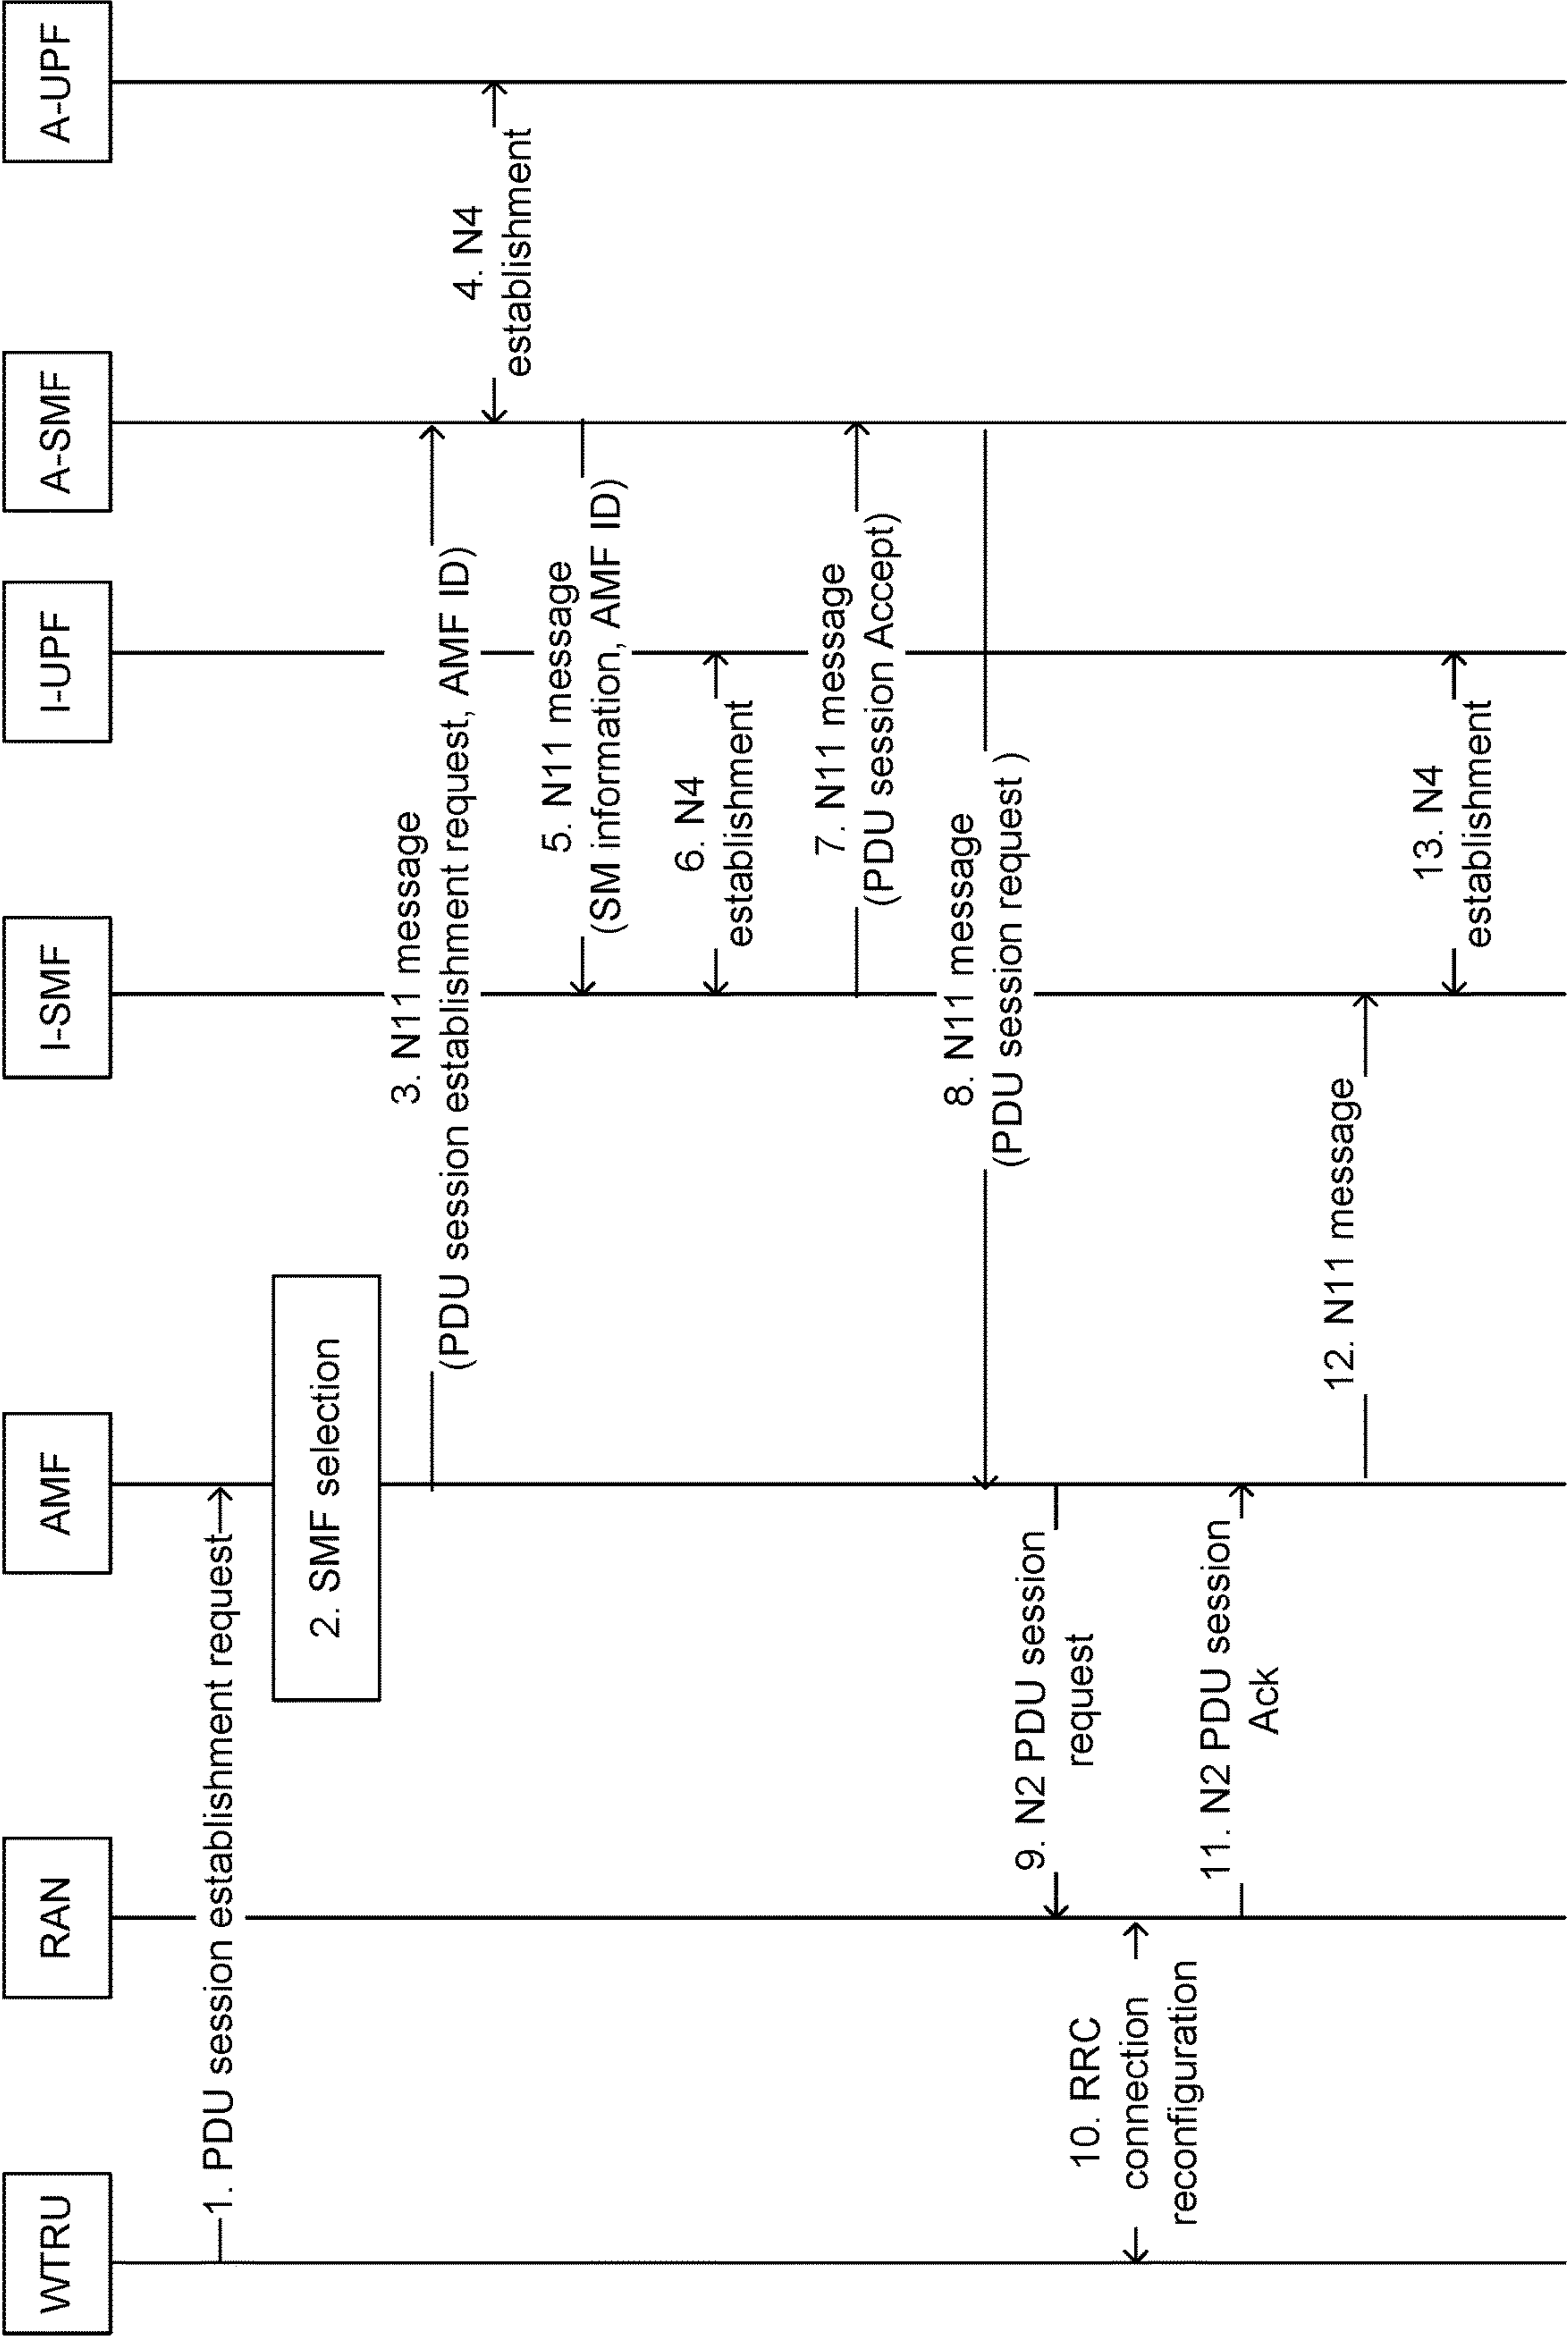 WTRU
RAN
AMF
I-SMF
I-UPF
A-SMF
A-UPF
1. PDU session establishment request
2. SMF selection
3. N11 message
(PDU session establishment request, AMF ID)
4. N4
establishment
5. N11 message
(SM information, AMF ID)
6. N4
establishment
7. N11 message
(PDU session Accept)
8. N11 message
(PDU session request )
9. N2 PDU session
request
10. RRC
connection
reconfiguration
11. N2 PDU session
Ack
12. N11 message
13. N4
establishment